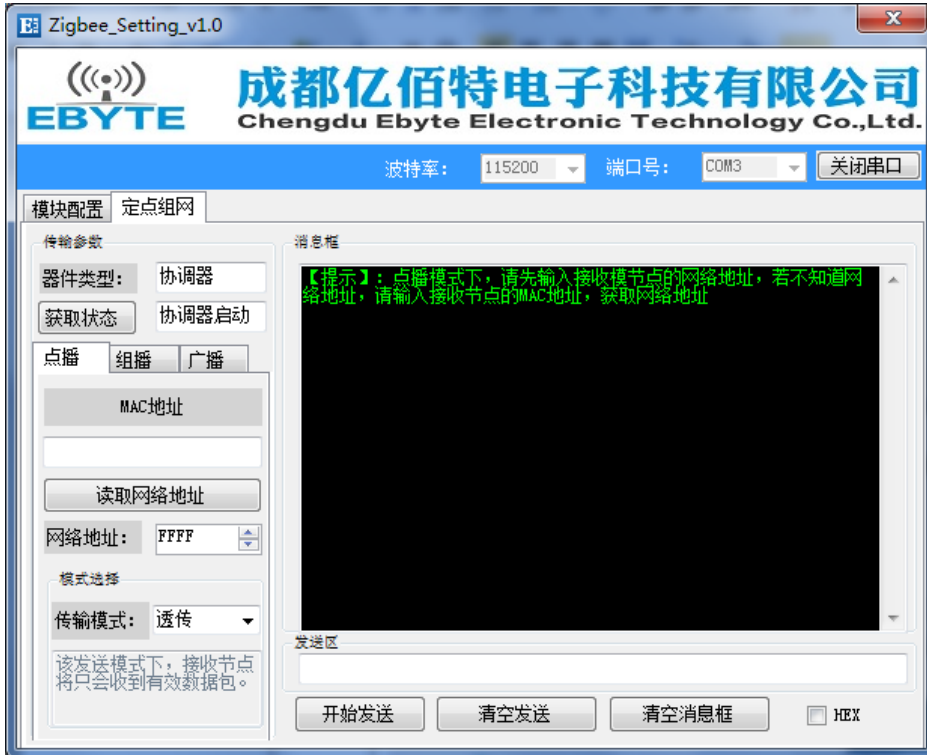 Zigbee_Setting_v1.0
EBYTE
成都亿佰特电子科技有限公司
Chengdu Ebyte Electronic Technology Co.,Ltd.
波特率: 115200 端口号: COM3 关闭串口
模块配置 定点组网
传输参数
器件类型: 协调器
获取状态 协调器启动
点播 组播 广播
MAC地址
读取网络地址
网络地址: FFFF
模式选择
传输模式: 透传
该发送模式下，接收节点
将只会收到有效数据包。
消息框
【提示】: 点播模式下，请先输入接收模节点的网络地址，若不知道网
络地址，请输入接收节点的MAC地址，获取网络地址
发送区
开始发送 清空发送 清空消息框 HEX